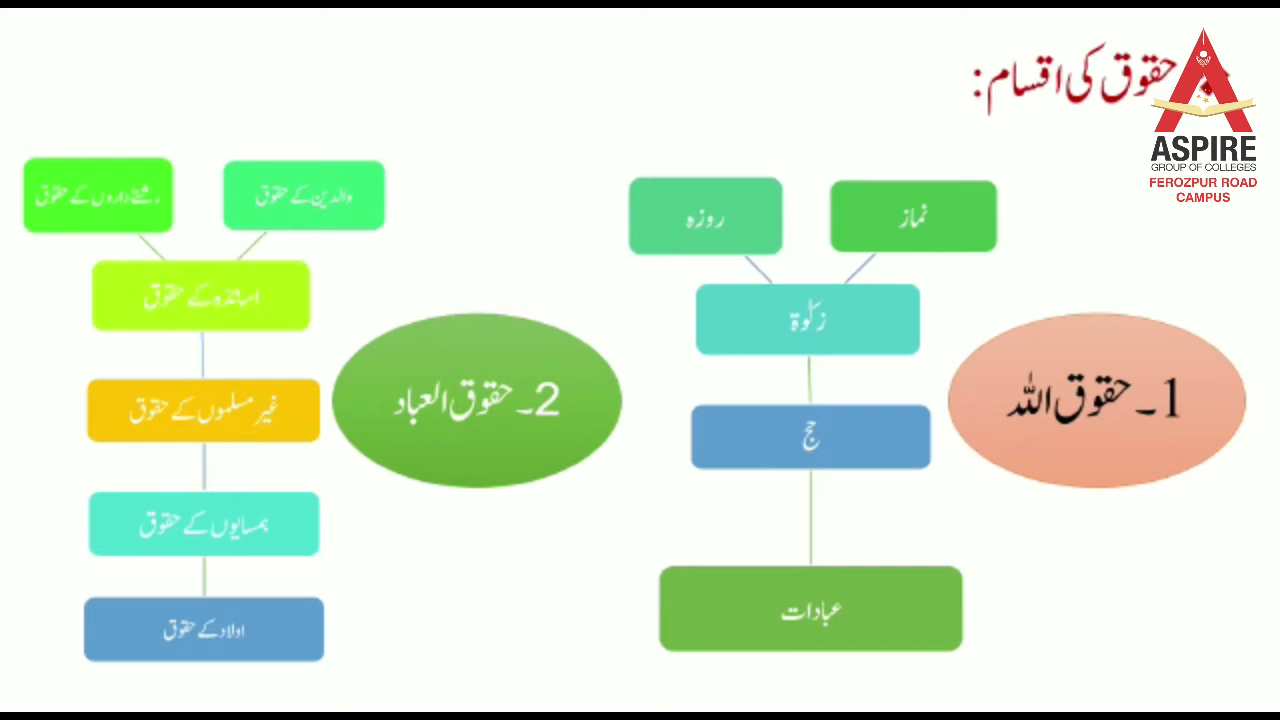 حقوق کی اقسام:
ASPIRE
GROUP OF COLLEGES
FEROZPUR ROAD
CAMPUS
1۔ حقوق اللہ
نماز
روزہ
زکوٰۃ
حج
عبادات
2۔ حقوق العباد
والدین کے حقوق
رشتے داروں کے حقوق
اساتذہ کے حقوق
غیر مسلموں کے حقوق
ہمسایوں کے حقوق
اولاد کے حقوق